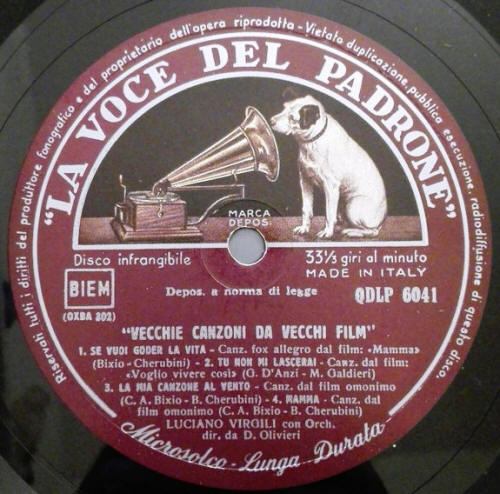 Riservati tutti i diritti del produttore fonografico e del proprietario dell'opera riprodotta - Vietata duplicazione, pubblica esecuzione, radiodiffusione di questo disco.
"LA VOCE DEL PADRONE"
MARCA
DEPOS.
Disco infrangibile
33⅓ giri al minuto
MADE IN ITALY
BIEM
(OXBA 302)
Depos. a norma di legge
QDLP 6041
"VECCHIE CANZONI DA VECCHI FILM"
1. SE VUOI GODER LA VITA - Canz. fox allegro dal film: «Mamma»
(Bixio - Cherubini) - 2. TU NON MI LASCERAI - Canz. dal film:
«Voglio vivere così» (G. D'Anzi - M. Galdieri)
3. LA MIA CANZONE AL VENTO - Canz. dal film omonimo
(C. A. Bixio - B. Cherubini) - 4. MAMMA - Canz. dal
film omonimo (C. A. Bixio - B. Cherubini)
LUCIANO VIRGILI con Orch.
dir. da D. Olivieri
Microsolco - Lunga Durata